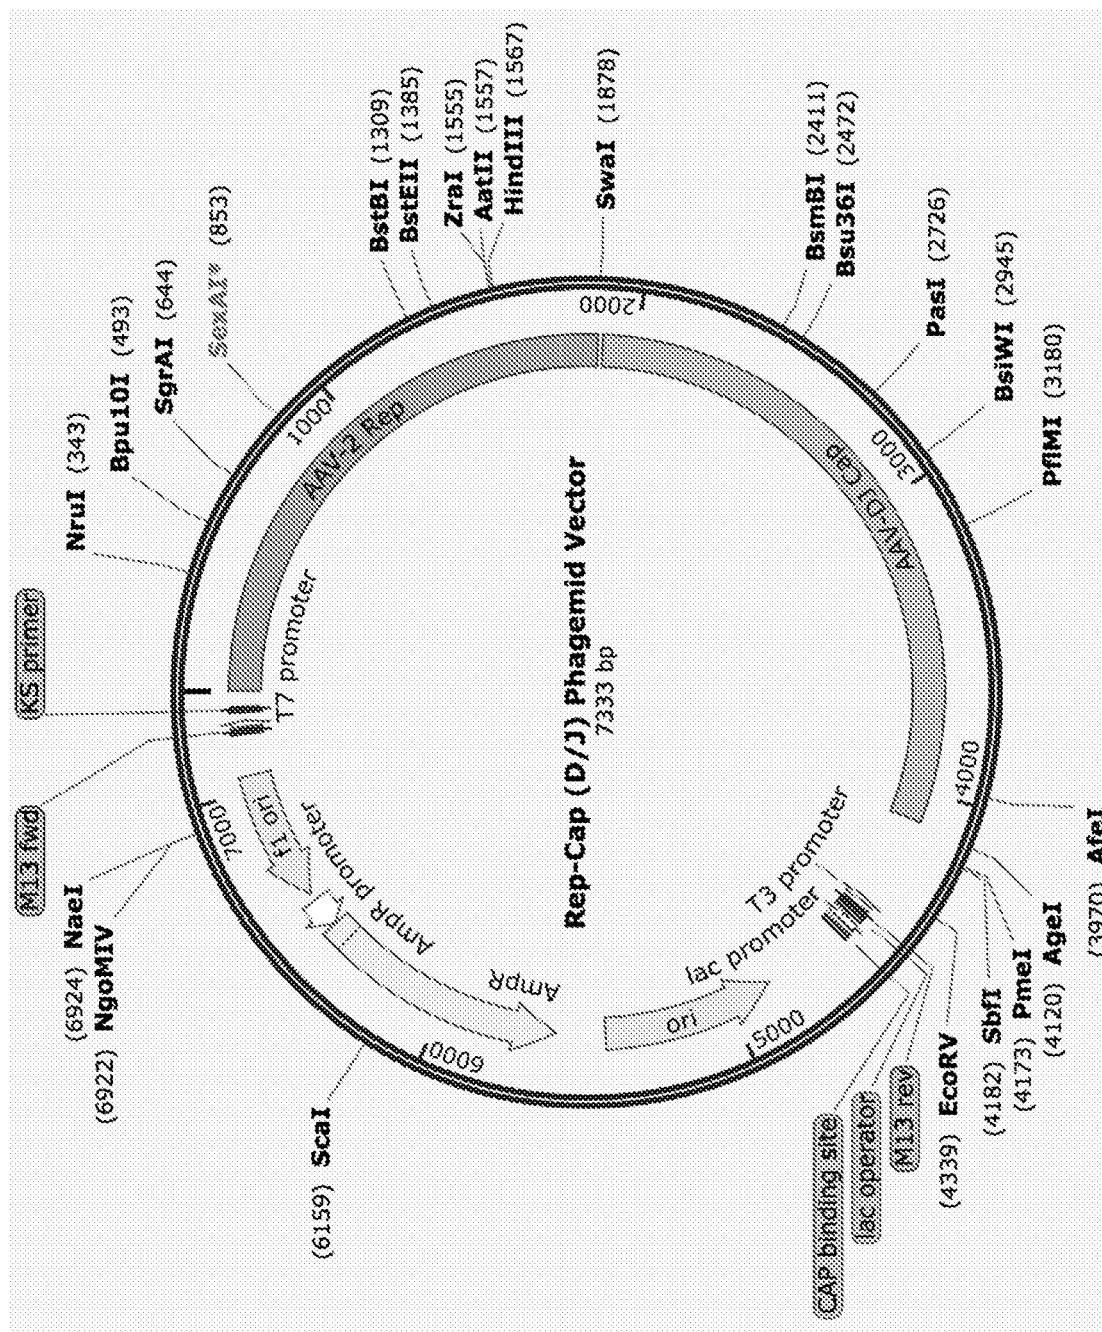 KS primer
M13 fwd
NruI (343)
Bpu10I (493)
SgrAI (644)
SexAI* (853)
BstBI (1309)
BstEII (1385)
ZraI (1555)
AatII (1557)
HindIII (1567)
SwaI (1878)
BsmBI (2411)
Bsu36I (2472)
PasI (2726)
BsiWI (2945)
PflMI (3180)
(3970) AfeI
(4120) AgeI
(4173) PmeI
(4182) SbfI
(4339) EcoRV
M13 rev
lac operator
CAP binding site
(6159) ScaI
(6922) NgoMIV
(6924) NaeI
1000
2000
3000
4000
5000
6000
7000
AAV-2 Rep
AAV-DJ Cap
T7 promoter
f1 ori
AmpR promoter
AmpR
ori
lac promoter
T3 promoter
Rep-Cap (D/J) Phagemid Vector
7333 bp